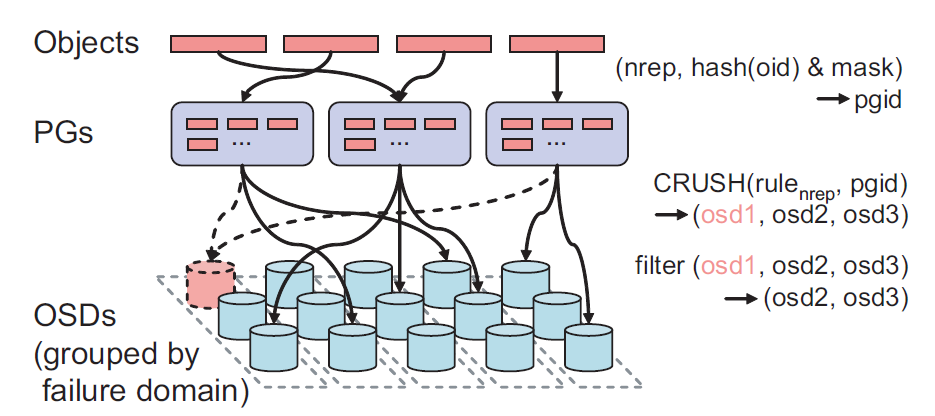 Objects
(nrep, hash(oid) & mask)
→ pgid
PGs
...
...
...
CRUSH(rulenrep, pgid)
→ (osd1, osd2, osd3)
filter (osd1, osd2, osd3)
→ (osd2, osd3)
OSDs
(grouped by
failure domain)